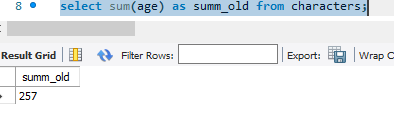 8 select sum(age) as summ_old from characters;
Result Grid Filter Rows: Export: Wrap C
summ_old
257